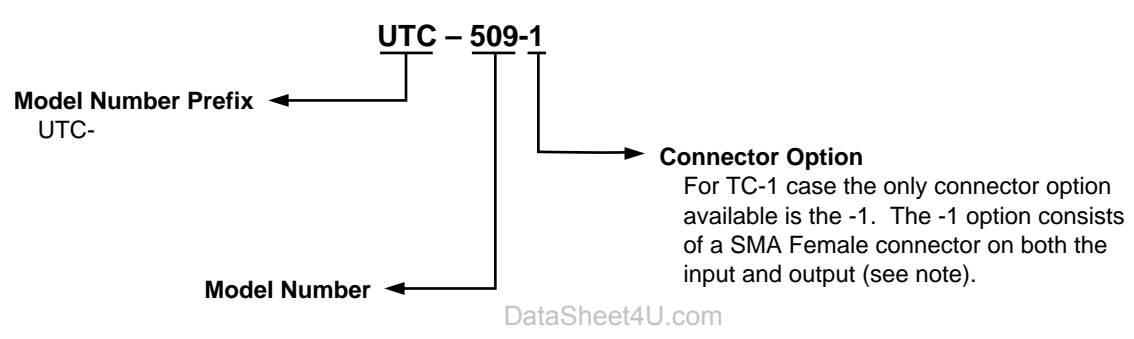 UTC – 509-1
Model Number Prefix
UTC-
Connector Option
For TC-1 case the only connector option
available is the -1.  The -1 option consists
of a SMA Female connector on both the
input and output (see note).
Model Number
DataSheet4U.com